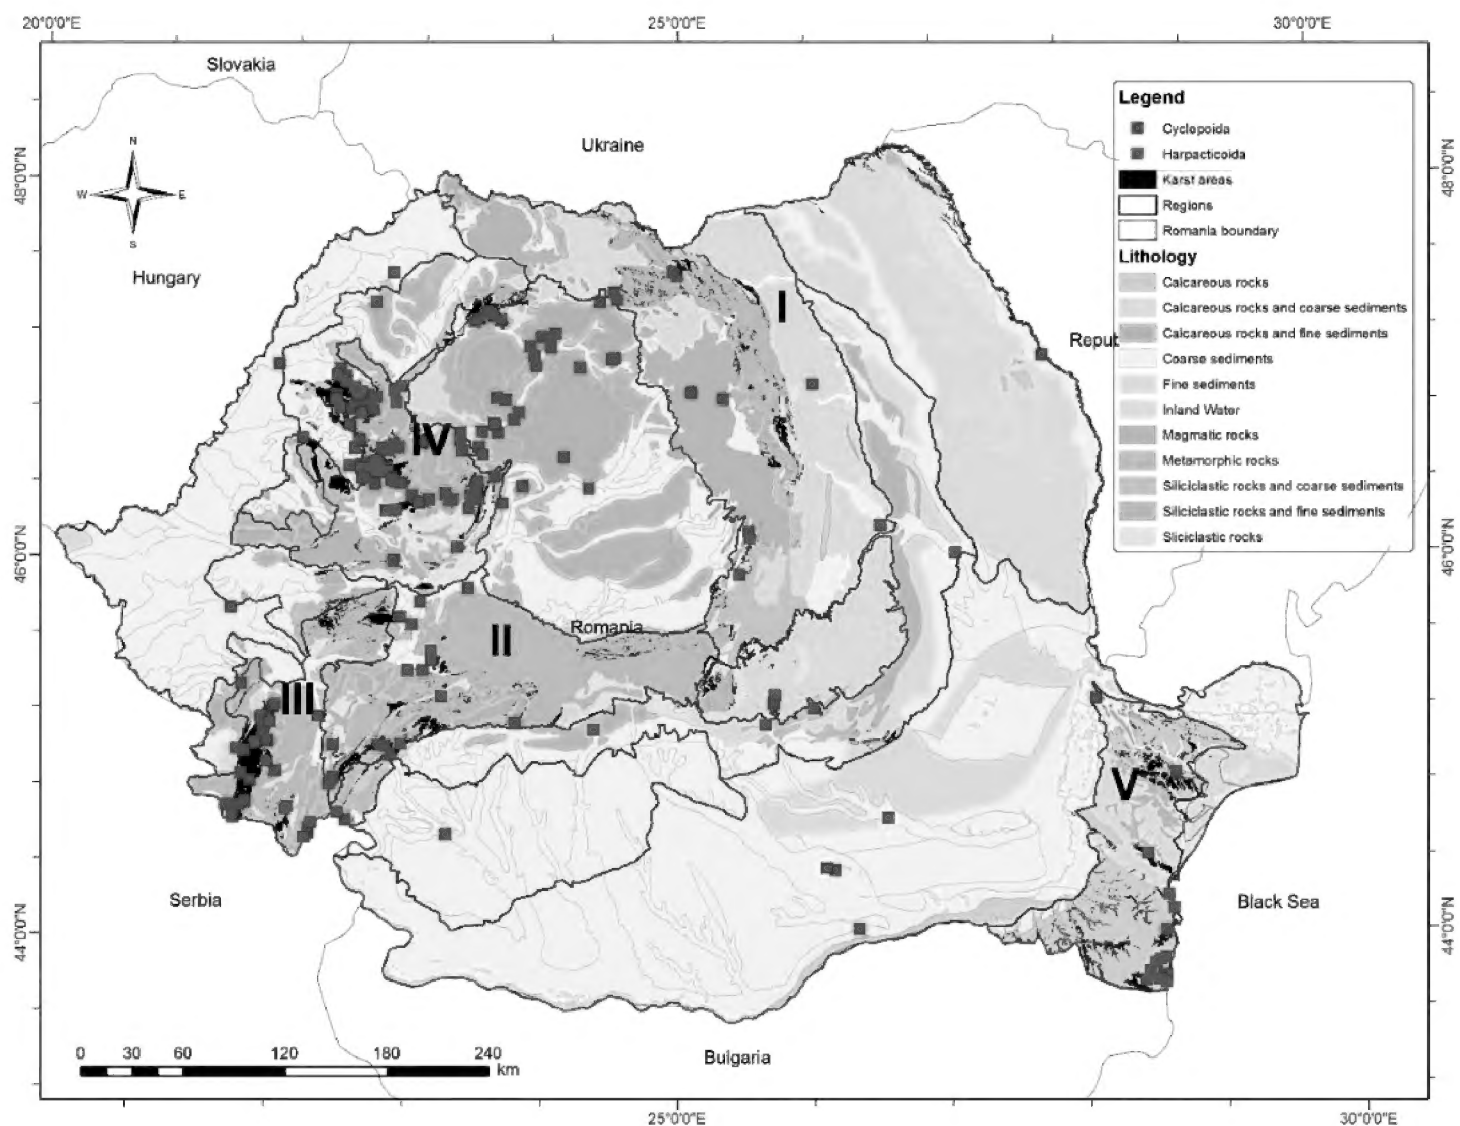 20°0'0"E 25°0'0"E 30°0'0"E
Slovakia
Ukraine
Hungary
N
W E
S
48°0'0"N
48°0'0"N
Legend
Cyclopoida
Harpacticoida
Karst areas
Regions
Romania boundary
Lithology
Calcareous rocks
Calcareous rocks and coarse sediments
Calcareous rocks and fine sediments
Coarse sediments
Fine sediments
Inland Water
Magmatic rocks
Metamorphic rocks
Siliciclastic rocks and coarse sediments
Siliciclastic rocks and fine sediments
Sliciclastic rocks
Repub
I
IV
46°0'0"N
46°0'0"N
Romania
II
III
V
Serbia
Black Sea
44°0'0"N
44°0'0"N
Bulgaria
0 30 60 120 180 240
km
25°0'0"E 30°0'0"E